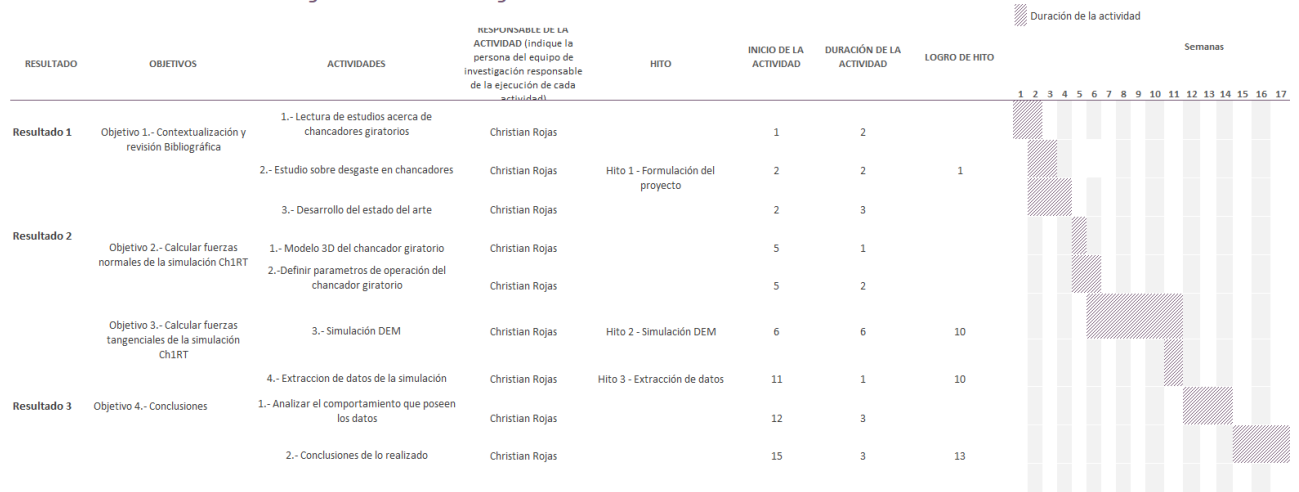 Duración de la actividad
RESULTADO
OBJETIVOS
ACTIVIDADES
RESPONSABLE DE LA
ACTIVIDAD (indique la
persona del equipo de
investigación responsable
de la ejecución de cada
actividad)
HITO
INICIO DE LA
ACTIVIDAD
DURACIÓN DE LA
ACTIVIDAD
LOGRO DE HITO
Semanas
1 2 3 4 5 6 7 8 9 10 11 12 13 14 15 16 17
Resultado 1
Objetivo 1.- Contextualización y
revisión Bibliográfica
1.- Lectura de estudios acerca de
chancadores giratorios
Christian Rojas
1
2
2.- Estudio sobre desgaste en chancadores
Christian Rojas
Hito 1 - Formulación del
proyecto
2
2
1
3.- Desarrollo del estado del arte
Christian Rojas
2
3
Resultado 2
Objetivo 2.- Calcular fuerzas
normales de la simulación Ch1RT
1.- Modelo 3D del chancador giratorio
Christian Rojas
5
1
2.-Definir parametros de operación del
chancador giratorio
Christian Rojas
5
2
Objetivo 3.- Calcular fuerzas
tangenciales de la simulación
Ch1RT
3.- Simulación DEM
Christian Rojas
Hito 2 - Simulación DEM
6
6
10
4.- Extraccion de datos de la simulación
Christian Rojas
Hito 3 - Extracción de datos
11
1
10
Resultado 3
Objetivo 4.- Conclusiones
1.- Analizar el comportamiento que poseen
los datos
Christian Rojas
12
3
2.- Conclusiones de lo realizado
Christian Rojas
15
3
13